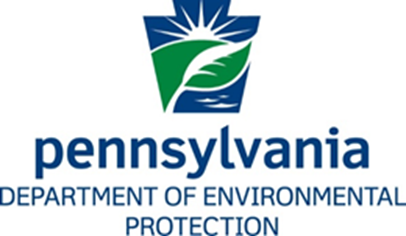 pennsylvania
DEPARTMENT OF ENVIRONMENTAL
PROTECTION